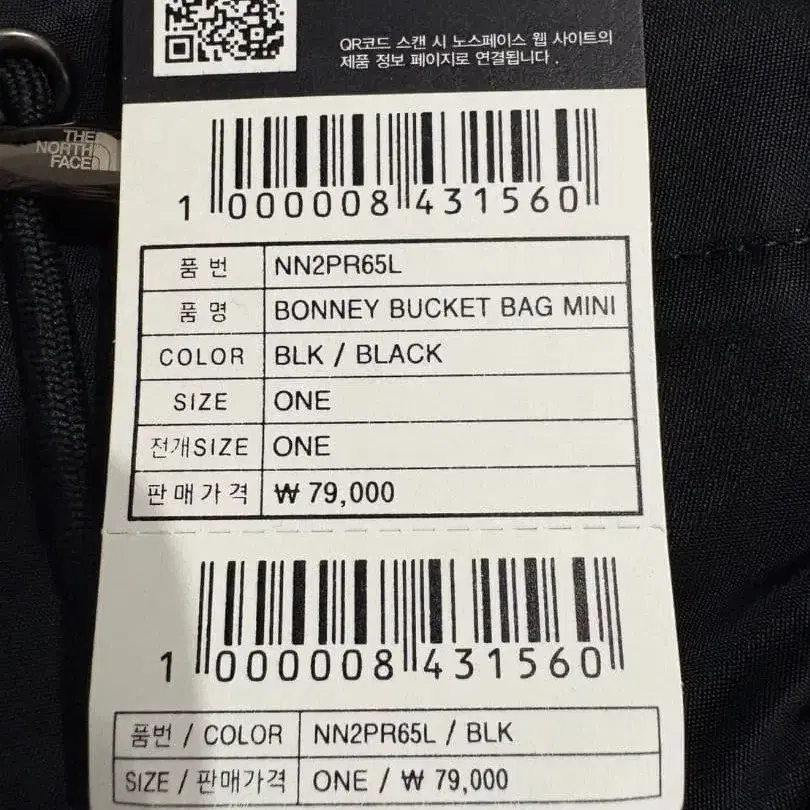 QR코드 스캔 시 노스페이스 웹 사이트의
제품 정보 페이지로 연결됩니다 .
THE
NORTH
FACE
1 000008 431560
품 번 NN2PR65L
품 명 BONNEY BUCKET BAG MINI
COLOR BLK / BLACK
SIZE ONE
전개SIZE ONE
판매가격 ₩ 79,000
1 000008 431560
품번 / COLOR NN2PR65L / BLK
SIZE / 판매가격 ONE / ₩ 79,000